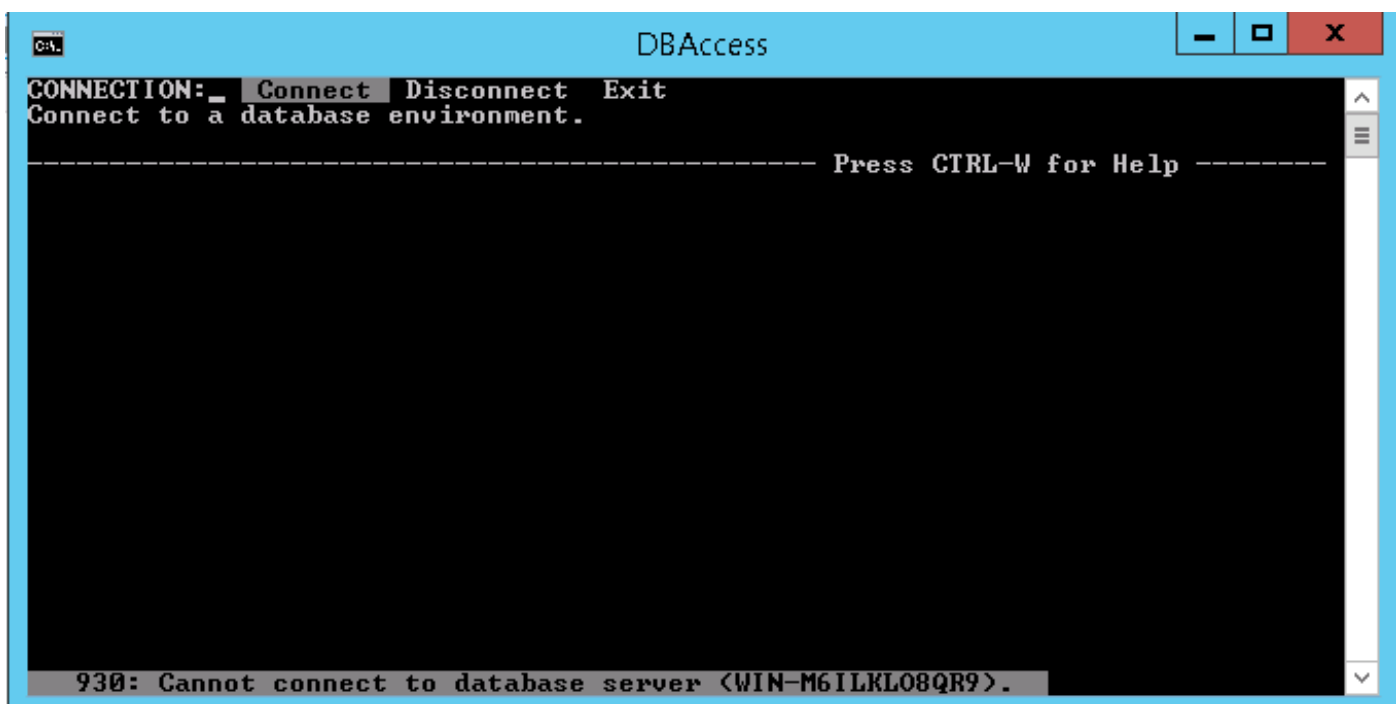 DBAccess
CONNECTION:_ Connect Disconnect Exit
Connect to a database environment.
------------------------------------------------ Press CTRL-W for Help --------
930: Cannot connect to database server (WIN-M6ILKLO8QR9).